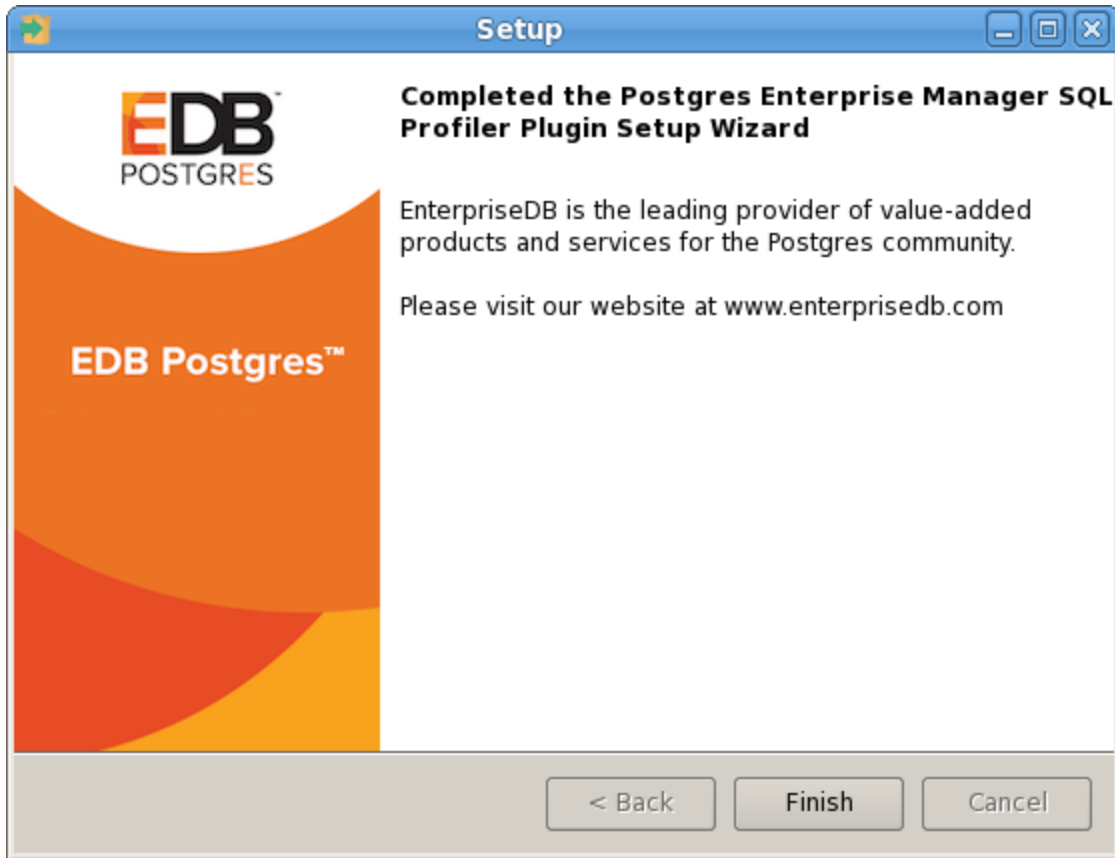 Setup
EDB™
POSTGRES
EDB Postgres™
Completed the Postgres Enterprise Manager SQL
Profiler Plugin Setup Wizard
EnterpriseDB is the leading provider of value-added
products and services for the Postgres community.
Please visit our website at www.enterprisedb.com
< Back
Finish
Cancel